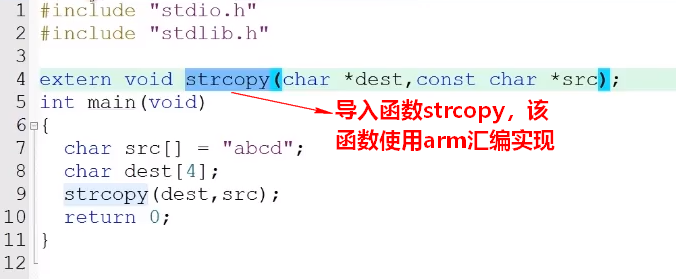 1 #include "stdio.h"
2 #include "stdlib.h"
3
4 extern void strcopy(char *dest,const char *src);
5 int main(void)
6 {
7 char src[] = "abcd";
8 char dest[4];
9 strcopy(dest,src);
10 return 0;
11 }
12
导入函数strcopy，该
函数使用arm汇编实现